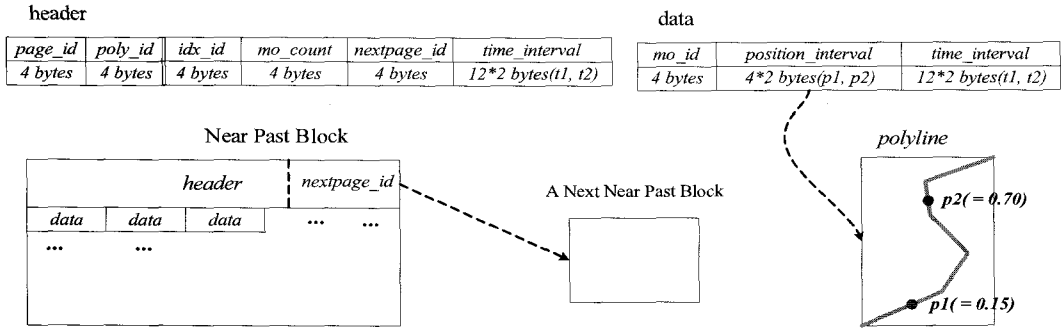 header
page_id poly_id idx_id mo_count nextpage_id time_interval
4 bytes 4 bytes 4 bytes 4 bytes 4 bytes 12*2 bytes(t1, t2)
data
mo_id position_interval time_interval
4 bytes 4*2 bytes(p1, p2) 12*2 bytes(t1, t2)
Near Past Block
header nextpage_id
data data data ... ...
... ...
A Next Near Past Block
polyline
p2(= 0.70)
p1(= 0.15)